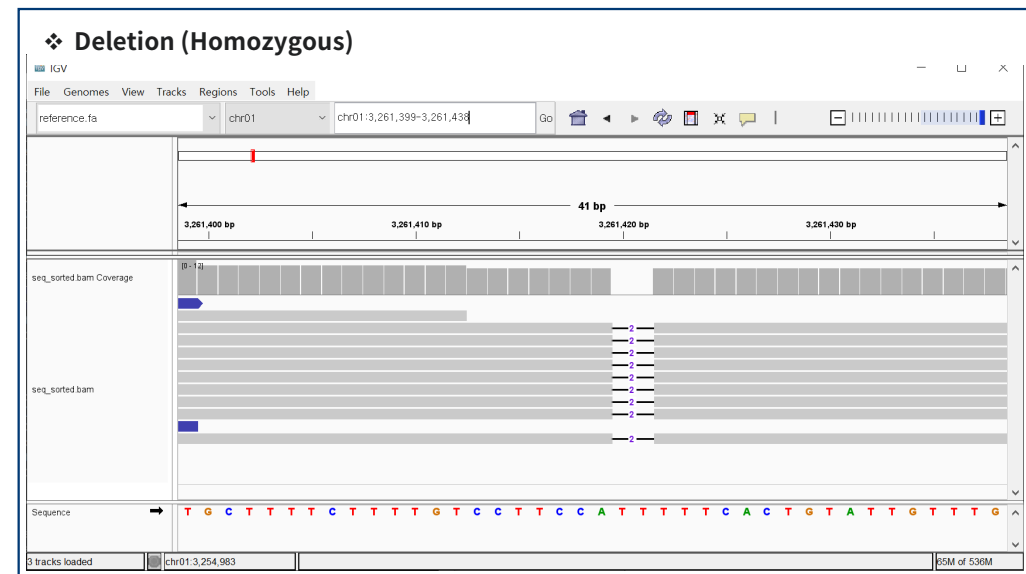 ❖ Deletion (Homozygous)
IGV
File Genomes View Tracks Regions Tools Help
reference.fa chr01 chr01:3,261,399-3,261,438 Go
41 bp
3,261,400 bp 3,261,410 bp 3,261,420 bp 3,261,430 bp
[0 - 12]
seq_sorted.bam Coverage
2
2
2
2
2
seq_sorted.bam
2
2
2
2
Sequence T G C T T T T C T T T T G T C C T T C C A T T T T T C A C T G T A T T G T T T G
3 tracks loaded chr01:3,254,983 65M of 536M